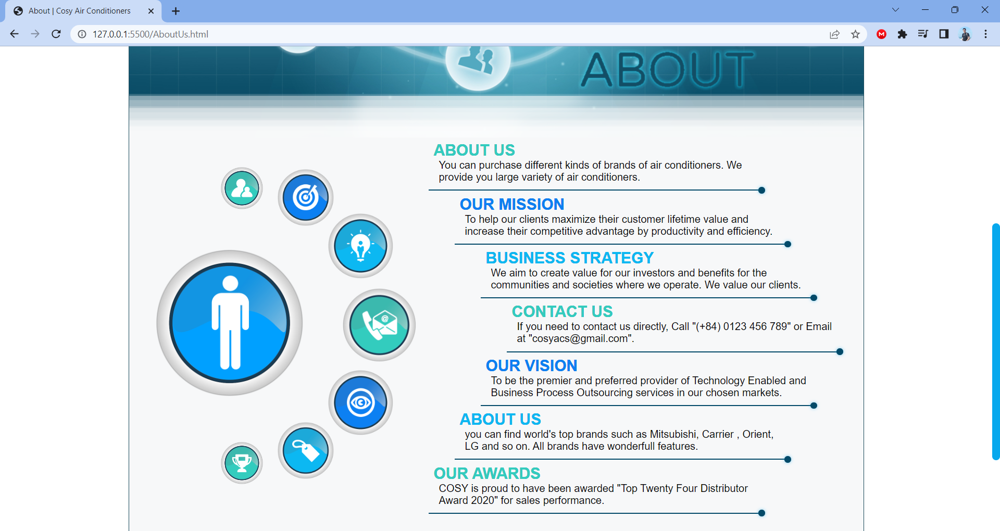 About | Cosy Air Conditioners
127.0.0.1:5500/AboutUs.html
M
ABOUT
ABOUT US
You can purchase different kinds of brands of air conditioners. We
provide you large variety of air conditioners.
OUR MISSION
To help our clients maximize their customer lifetime value and
increase their competitive advantage by productivity and efficiency.
BUSINESS STRATEGY
We aim to create value for our investors and benefits for the
communities and societies where we operate. We value our clients.
@
CONTACT US
If you need to contact us directly, Call "(+84) 0123 456 789" or Email
at "cosyacs@gmail.com".
OUR VISION
To be the premier and preferred provider of Technology Enabled and
Business Process Outsourcing services in our chosen markets.
ABOUT US
you can find world's top brands such as Mitsubishi, Carrier , Orient,
LG and so on. All brands have wonderfull features.
OUR AWARDS
COSY is proud to have been awarded "Top Twenty Four Distributor
Award 2020" for sales performance.